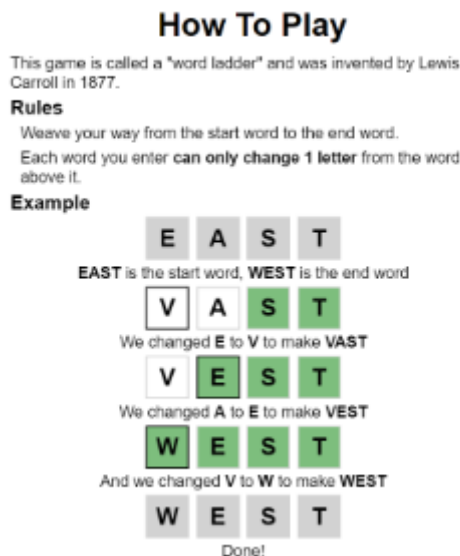 How To Play
This game is called a "word ladder" and was invented by Lewis
Carroll in 1877.
Rules
Weave your way from the start word to the end word.
Each word you enter can only change 1 letter from the word
above it.
Example
E A S T
EAST is the start word, WEST is the end word
V A S T
We changed E to V to make VAST
V E S T
We changed A to E to make VEST
W E S T
And we changed V to W to make WEST
W E S T
Done!